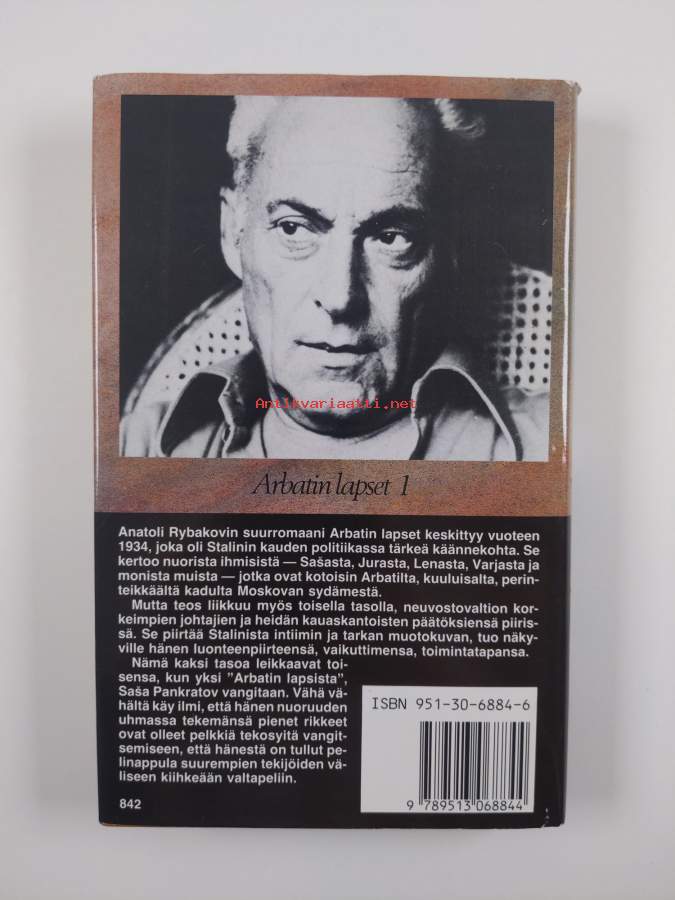 Antikvariaatti.net
Arbatin lapset 1
Anatoli Rybakovin suurromaani Arbatin lapset keskittyy vuoteen
1934, joka oli Stalinin kauden politiikassa tärkeä käännekohta. Se
kertoo nuorista ihmisistä — Sašasta, Jurasta, Lenasta, Varjasta ja
monista muista — jotka ovat kotoisin Arbatilta, kuuluisalta, perin-
teikkäältä kadulta Moskovan sydämestä.
Mutta teos liikkuu myös toisella tasolla, neuvostovaltion kor-
keimpien johtajien ja heidän kauaskantoisten päätöksiensä piiris-
sä. Se piirtää Stalinista intiimin ja tarkan muotokuvan, tuo näky-
ville hänen luonteenpiirteensä, vaikuttimensa, toimintatapansa.
Nämä kaksi tasoa leikkaavat toi-
sensa, kun yksi ”Arbatin lapsista”,
Saša Pankratov vangitaan. Vähä vä-
hältä käy ilmi, että hänen nuoruuden
uhmassa tekemänsä pienet rikkeet
ovat olleet pelkkiä tekosyitä vangit-
semiseen, että hänestä on tullut pe-
linappula suurempien tekijöiden vä-
liseen kiihkeään valtapeliin.
842
ISBN 951-30-6884-6
9 789513 068844